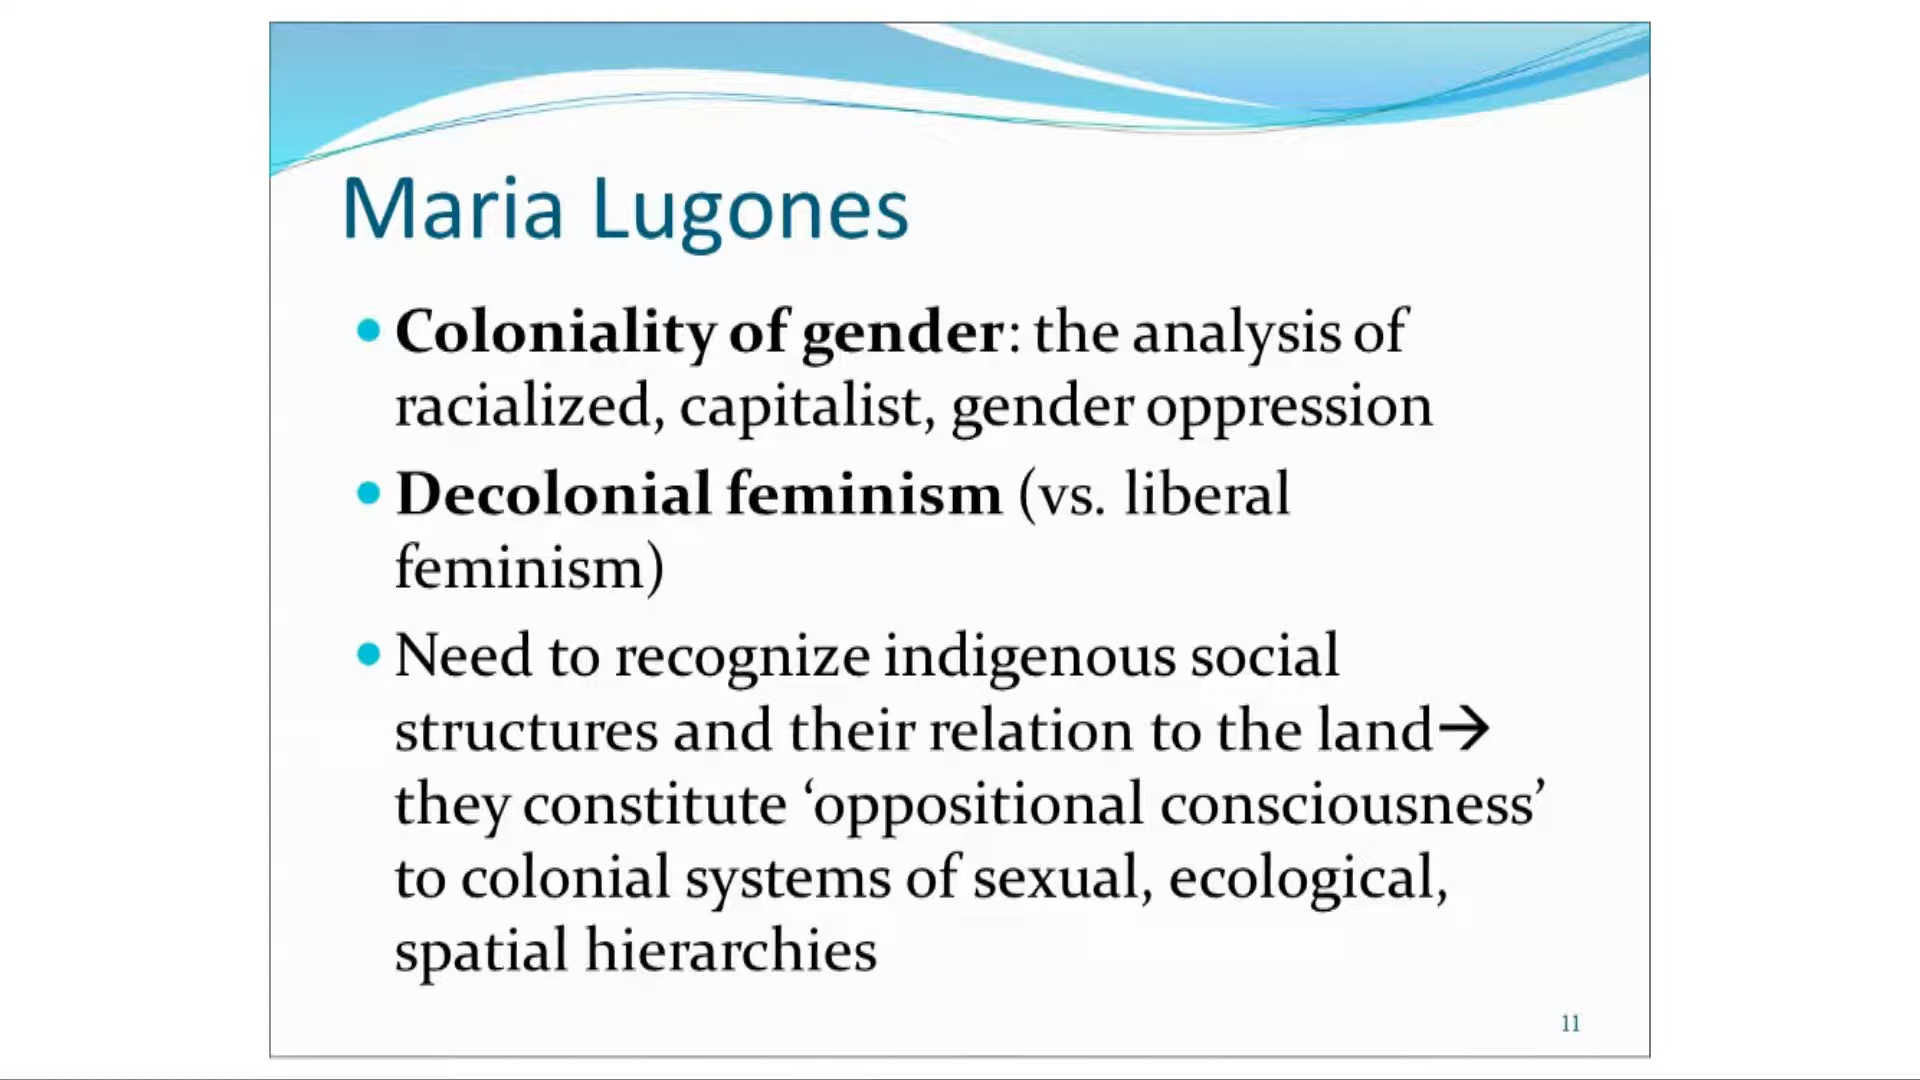 Maria Lugones
• Coloniality of gender: the analysis of
racialized, capitalist, gender oppression
• Decolonial feminism (vs. liberal
feminism)
• Need to recognize indigenous social
structures and their relation to the land→
they constitute ‘oppositional consciousness’
to colonial systems of sexual, ecological,
spatial hierarchies
11